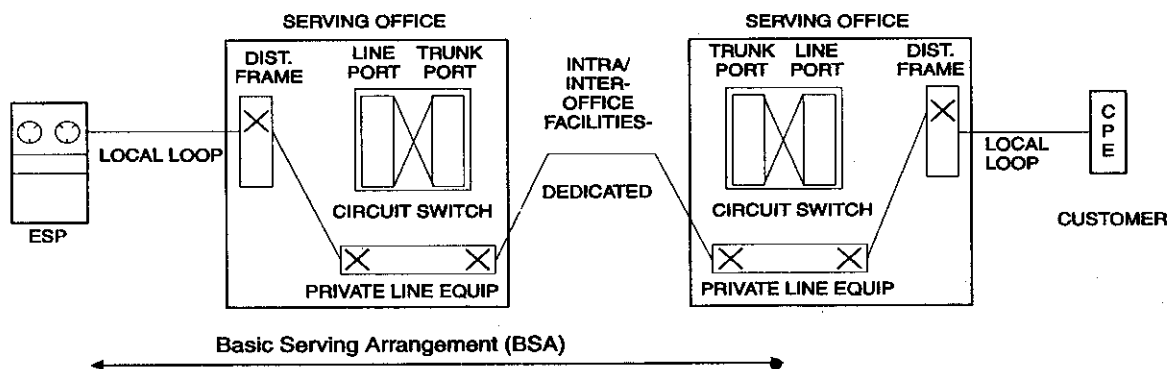 SERVING OFFICE
SERVING OFFICE
DIST.
FRAME
LINE
PORT
TRUNK
PORT
INTRA/
INTER-
OFFICE
FACILITIES-
TRUNK
PORT
LINE
PORT
DIST.
FRAME
LOCAL LOOP
CIRCUIT SWITCH
DEDICATED
CIRCUIT SWITCH
LOCAL
LOOP
C
P
E
ESP
CUSTOMER
PRIVATE LINE EQUIP
PRIVATE LINE EQUIP
Basic Serving Arrangement (BSA)